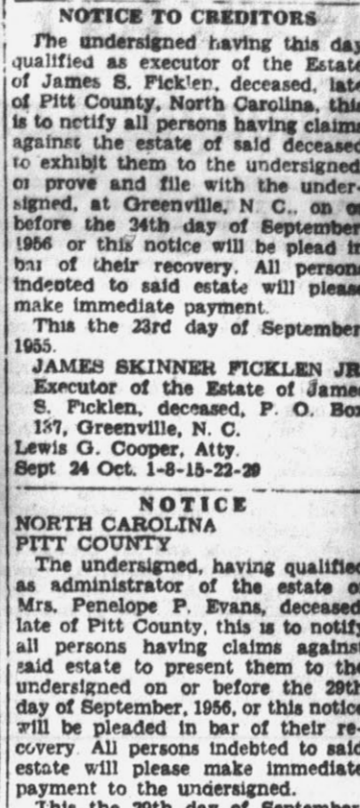 NOTICE TO CREDITORS
The undersigned having this day
qualified as executor of the Estate
of James S. Ficklen, deceased, late
of Pitt County, North Carolina, this
is to notify all persons having claims
against the estate of said deceased
to exhibit them to the undersigned
or prove and file with the under-
signed, at Greenville, N. C., on or
before the 24th day of September
1956 or this notice will be plead in
bar of their recovery. All persons
indebted to said estate will please
make immediate payment.
This the 23rd day of September
1955.
JAMES SKINNER FICKLEN JR
Executor of the Estate of James
S. Ficklen, deceased, P. O. Box
137, Greenville, N. C.
Lewis G. Cooper, Atty.
Sept 24 Oct. 1-8-15-22-29
NOTICE
NORTH CAROLINA
PITT COUNTY
The undersigned, having qualified
as administrator of the estate of
Mrs. Penelope P. Evans, deceased
late of Pitt County, this is to notify
all persons having claims against
said estate to present them to the
undersigned on or before the 29th
day of September, 1956, or this notice
will be pleaded in bar of their re-
covery. All persons indebted to said
estate will please make immediate
payment to the undersigned.
This the 29th day of September